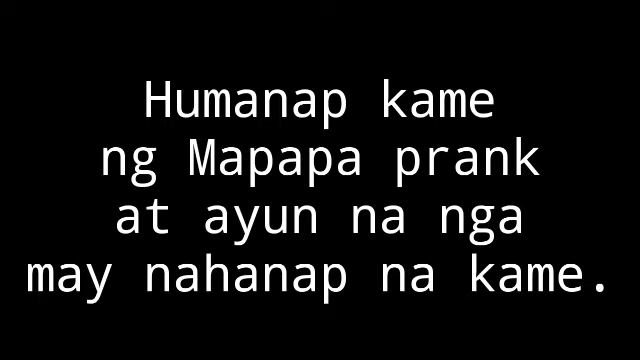 Humanap kame
ng Mapapa prank
at ayun na nga
may nahanap na kame.